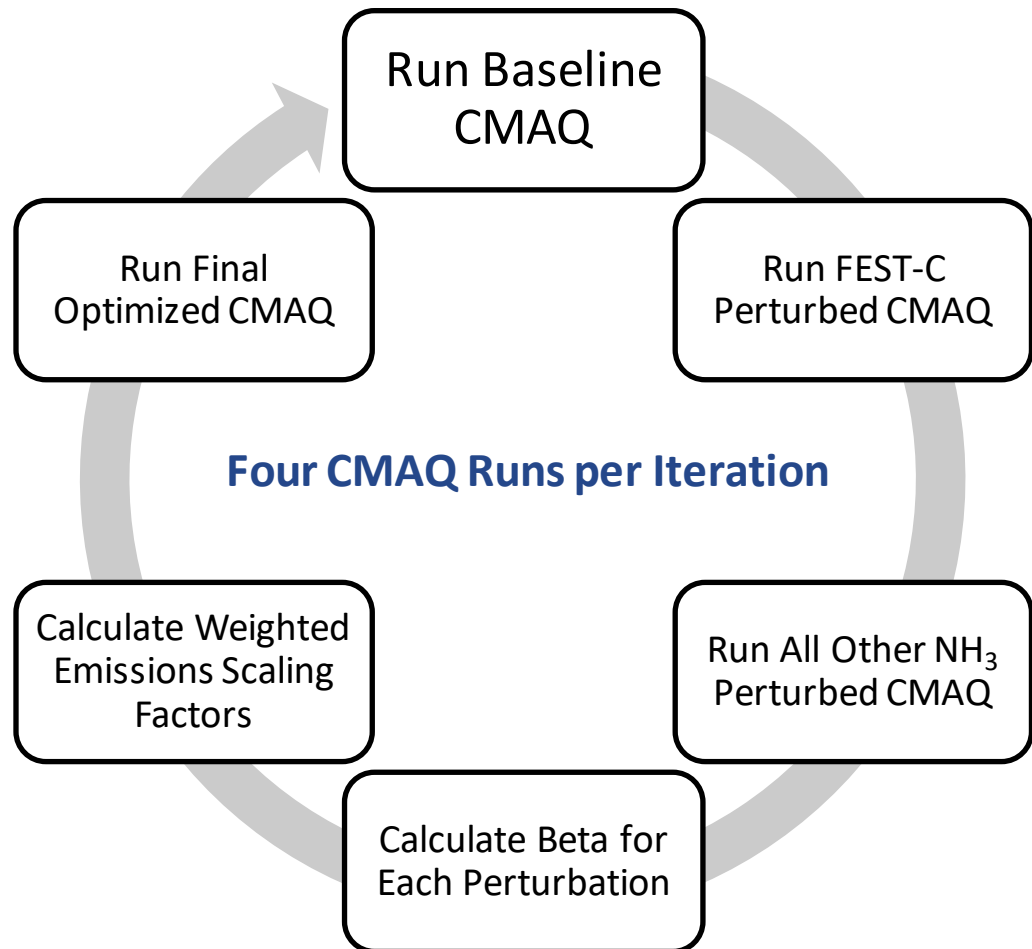 Run Baseline
CMAQ
Run FEST-C
Perturbed CMAQ
Run All Other NH₃
Perturbed CMAQ
Calculate Beta for
Each Perturbation
Calculate Weighted
Emissions Scaling
Factors
Run Final
Optimized CMAQ
Four CMAQ Runs per Iteration